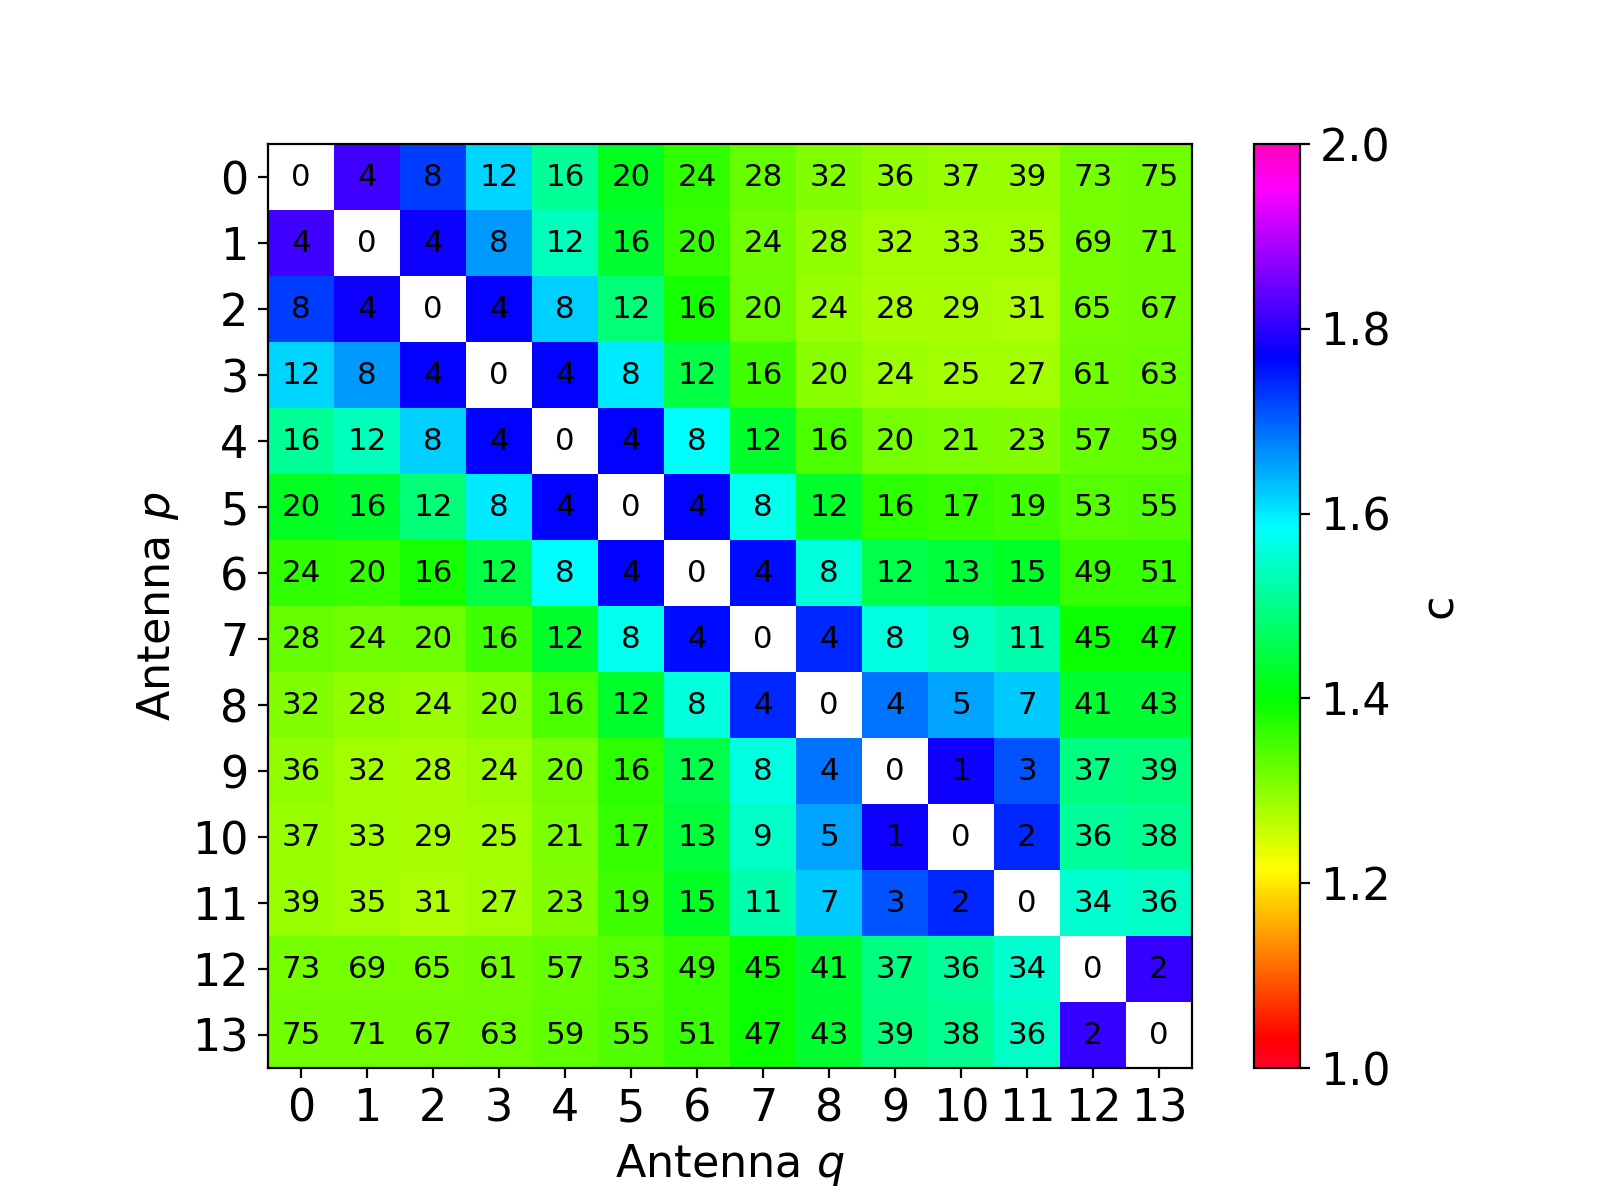 2.0
0 0 4 8 12 16 20 24 28 32 36 37 39 73 75
1 4 0 4 8 12 16 20 24 28 32 33 35 69 71
1.8
2 8 4 0 4 8 12 16 20 24 28 29 31 65 67
3 12 8 4 0 4 8 12 16 20 24 25 27 61 63
4 16 12 8 4 0 4 8 12 16 20 21 23 57 59
1.6
5 20 16 12 8 4 0 4 8 12 16 17 19 53 55
6 24 20 16 12 8 4 0 4 8 12 13 15 49 51
Antenna p
c
7 28 24 20 16 12 8 4 0 4 8 9 11 45 47
1.4
8 32 28 24 20 16 12 8 4 0 4 5 7 41 43
9 36 32 28 24 20 16 12 8 4 0 1 3 37 39
10 37 33 29 25 21 17 13 9 5 1 0 2 36 38
1.2
11 39 35 31 27 23 19 15 11 7 3 2 0 34 36
12 73 69 65 61 57 53 49 45 41 37 36 34 0 2
13 75 71 67 63 59 55 51 47 43 39 38 36 2 0
1.0
0 1 2 3 4 5 6 7 8 9 10 11 12 13
Antenna q